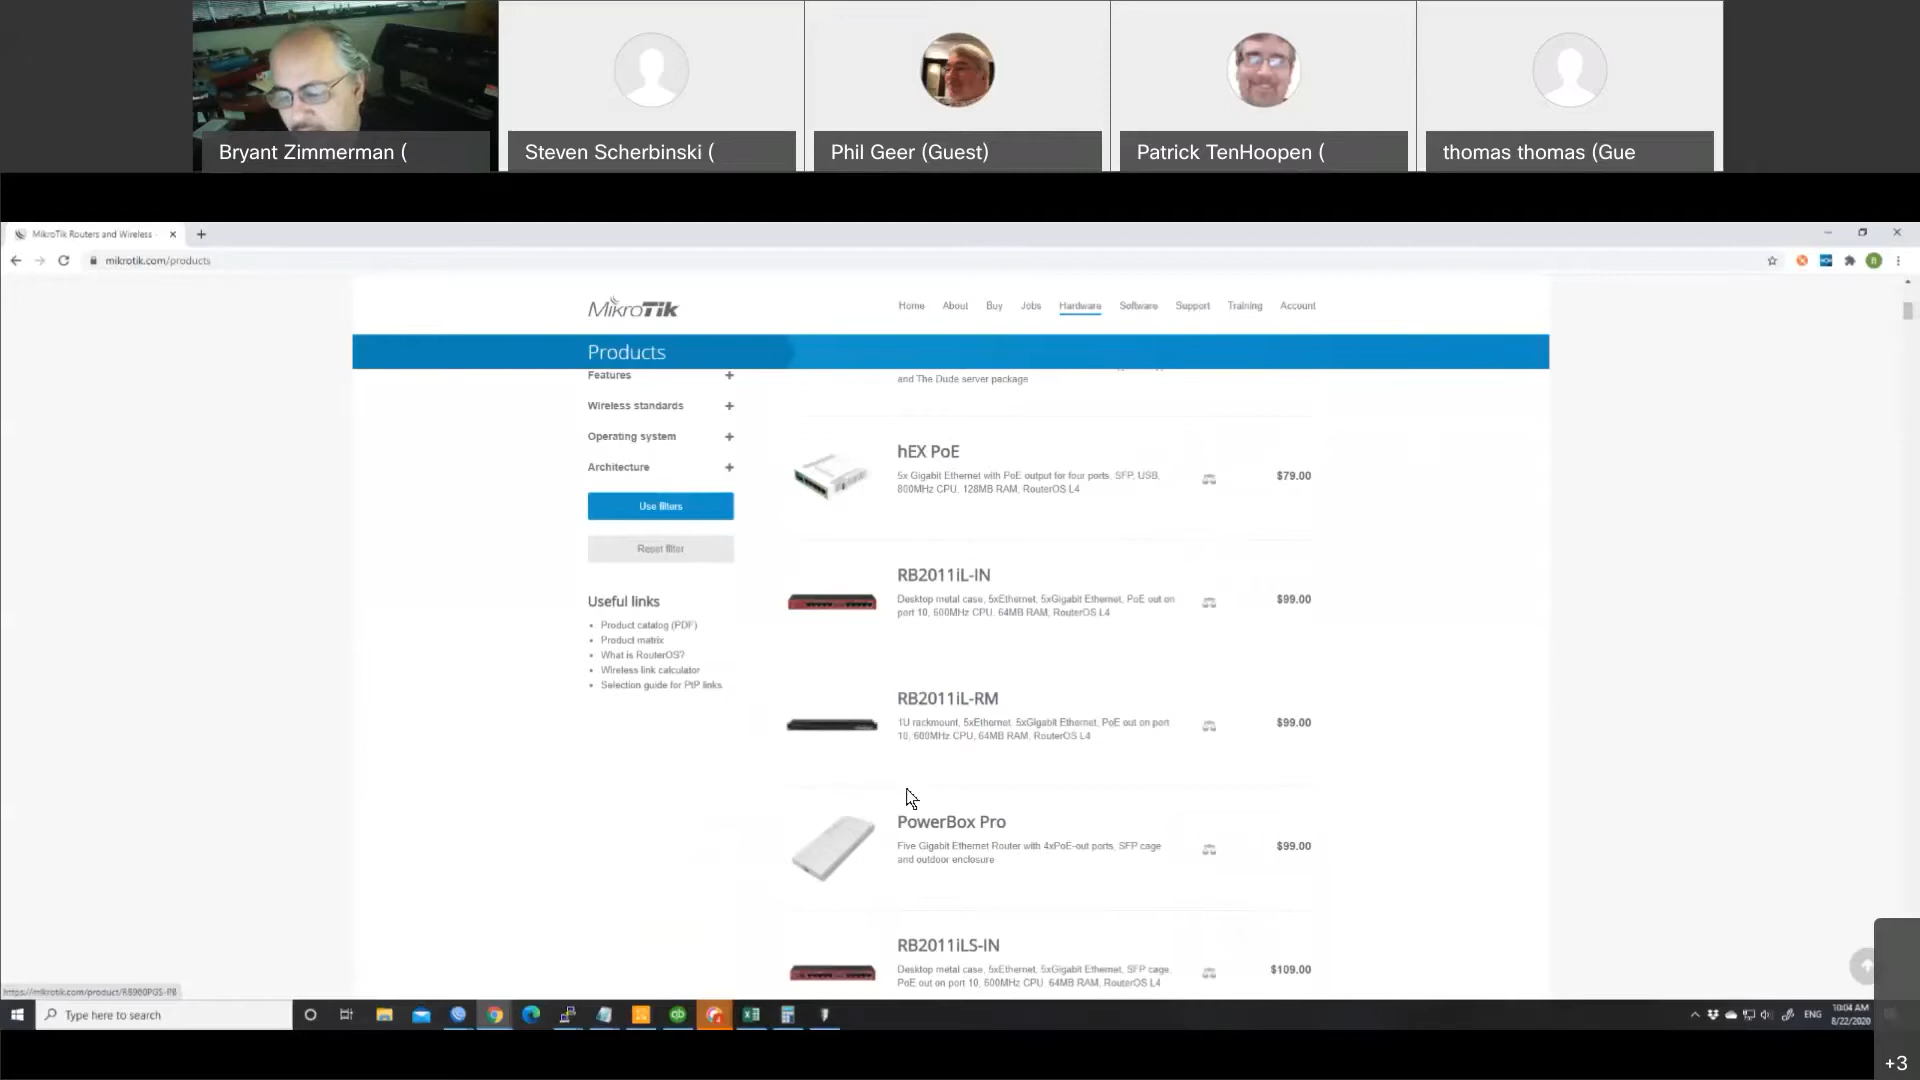 Bryant Zimmerman (
Steven Scherbinski (
Phil Geer (Guest)
Patrick TenHoopen (
thomas thomas (Gue
MikroTik Routers and Wireless
mikrotik.com/products
MikroTik
Home About Buy Jobs Hardware Software Support Training Account
Products
Features +
Wireless standards +
Operating system +
Architecture +
Use filters
Reset filter
Useful links
• Product catalog (PDF)
• Product matrix
• What is RouterOS?
• Wireless link calculator
• Selection guide for PtP links
and The Dude server package
hEX PoE
5x Gigabit Ethernet with PoE output for four ports, SFP, USB,
800MHz CPU, 128MB RAM, RouterOS L4
$79.00
RB2011iL-IN
Desktop metal case, 5xEthernet, 5xGigabit Ethernet, PoE out on
port 10, 600MHz CPU, 64MB RAM, RouterOS L4
$99.00
RB2011iL-RM
1U rackmount, 5xEthernet, 5xGigabit Ethernet, PoE out on port
10, 600MHz CPU, 64MB RAM, RouterOS L4
$99.00
PowerBox Pro
Five Gigabit Ethernet Router with 4xPoE-out ports, SFP cage
and outdoor enclosure
$99.00
RB2011iLS-IN
Desktop metal case, 5xEthernet, 5xGigabit Ethernet, SFP cage,
PoE out on port 10, 600MHz CPU, 64MB RAM, RouterOS L4
$109.00
https://mikrotik.com/product/RB960PGS-PB
Type here to search
ENG
10:04 AM
8/22/2020
+3